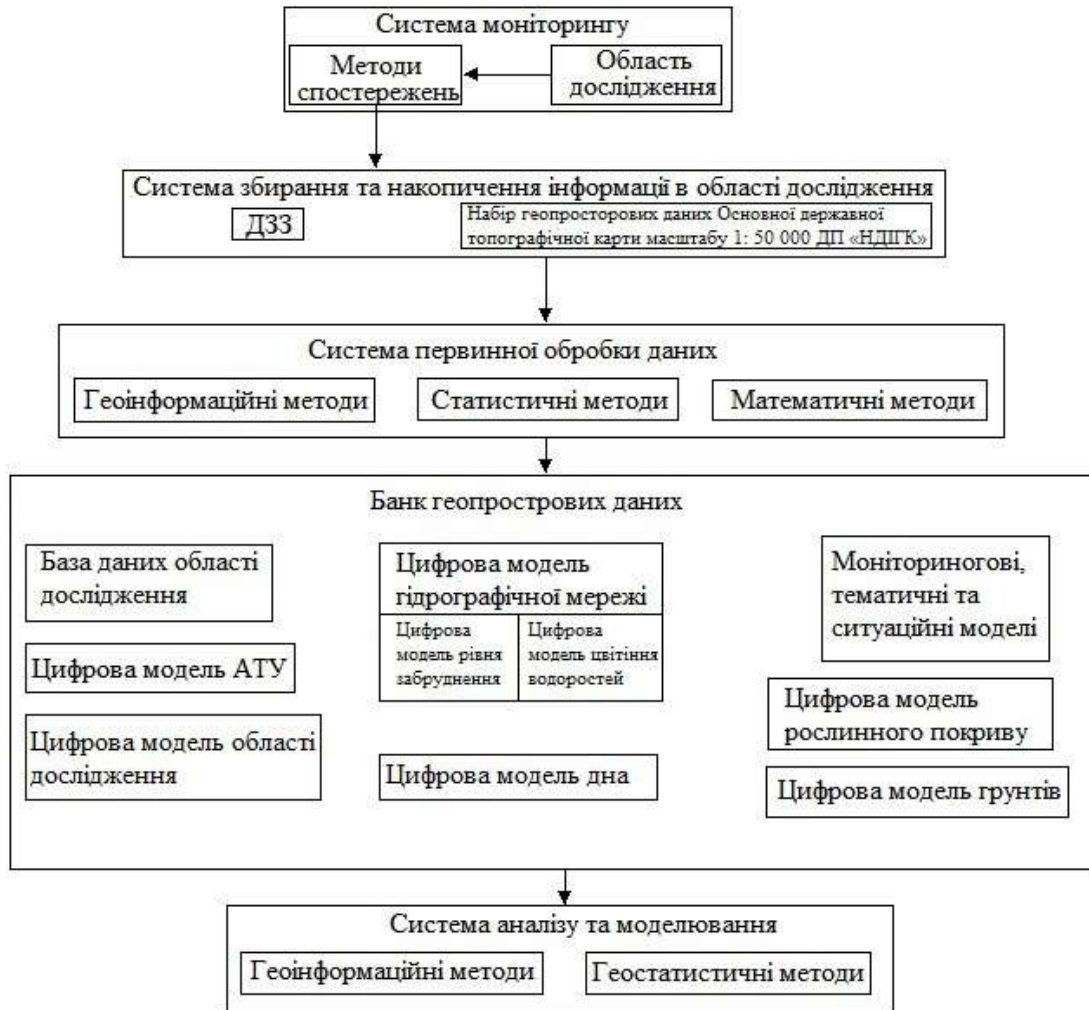 Система моніторингу
Методи
спостережень
Область
дослідження
Система збирання та накопичення інформації в області дослідження
ДЗЗ
Набір геопросторових даних Основної державної
топографічної карти масштабу 1: 50 000 ДП «НДІГК»
Система первинної обробки даних
Геоінформаційні методи
Статистичні методи
Математичні методи
Банк геопрострових даних
База даних області
дослідження
Цифрова модель АТУ
Цифрова модель області
дослідження
Цифрова модель
гідрографічної мережі
Цифрова
модель рівня
забруднення
Цифрова
модель цвітіння
водоростей
Цифрова модель дна
Моніториногові,
тематичні та
ситуаційні моделі
Цифрова модель
рослинного покриву
Цифрова модель грунтів
Система аналізу та моделювання
Геоінформаційні методи
Геостатистичні методи